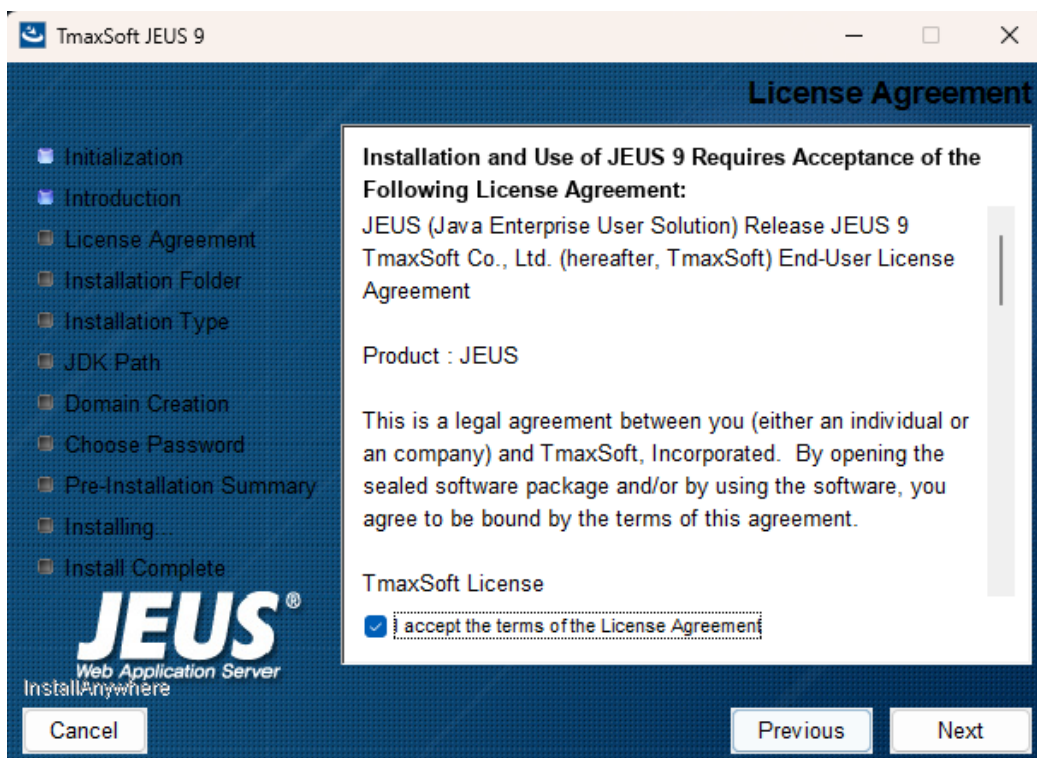 TmaxSoft JEUS 9
License Agreement
Initialization
Introduction
License Agreement
Installation Folder
Installation Type
JDK Path
Domain Creation
Choose Password
Pre-Installation Summary
Installing...
Install Complete
JEUS®
Web Application Server
InstallAnywhere
Installation and Use of JEUS 9 Requires Acceptance of the
Following License Agreement:
JEUS (Java Enterprise User Solution) Release JEUS 9
TmaxSoft Co., Ltd. (hereafter, TmaxSoft) End-User License
Agreement
Product : JEUS
This is a legal agreement between you (either an individual or
an company) and TmaxSoft, Incorporated.  By opening the
sealed software package and/or by using the software, you
agree to be bound by the terms of this agreement.
TmaxSoft License
I accept the terms of the License Agreement
Cancel
Previous
Next